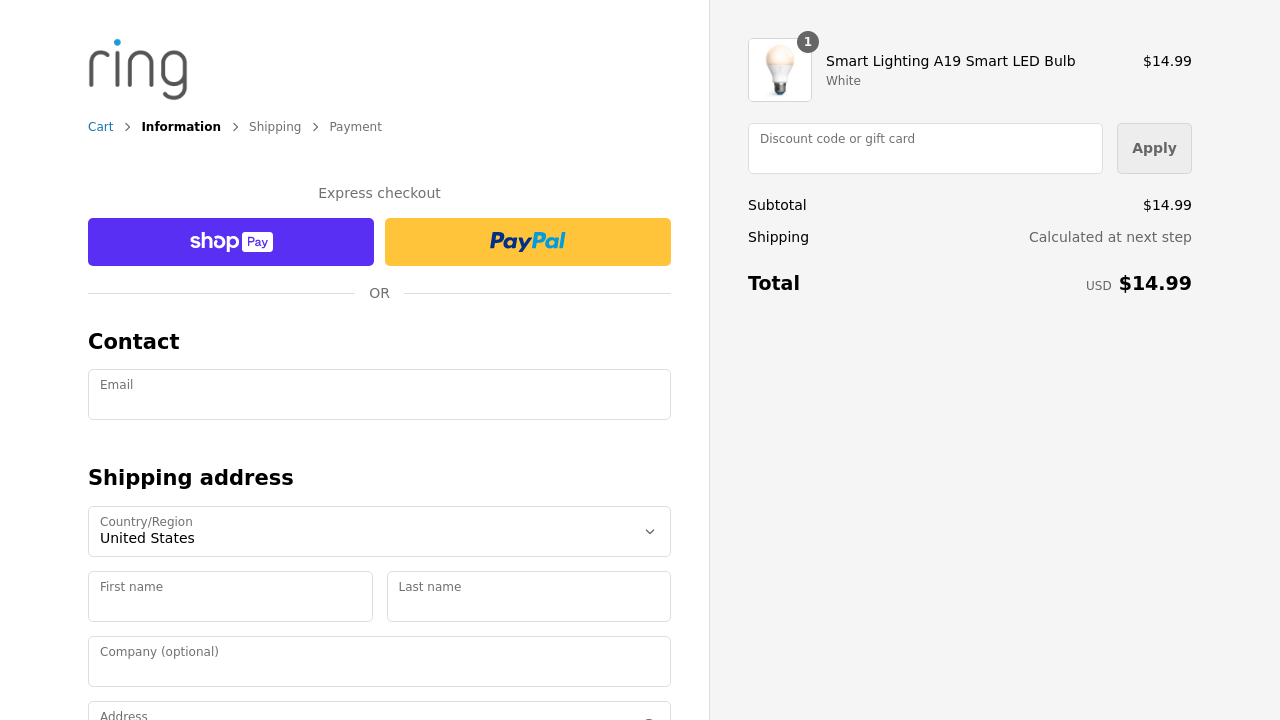 ring
Cart
Information
Shipping
Payment
Express checkout
shop Pay
PayPal
OR
Contact
Email
Shipping address
Country/Region
United States
First name
Last name
Company (optional)
Address
1
Smart Lighting A19 Smart LED Bulb
$14.99
White
Discount code or gift card
Apply
Subtotal
$14.99
Shipping
Calculated at next step
Total
USD $14.99